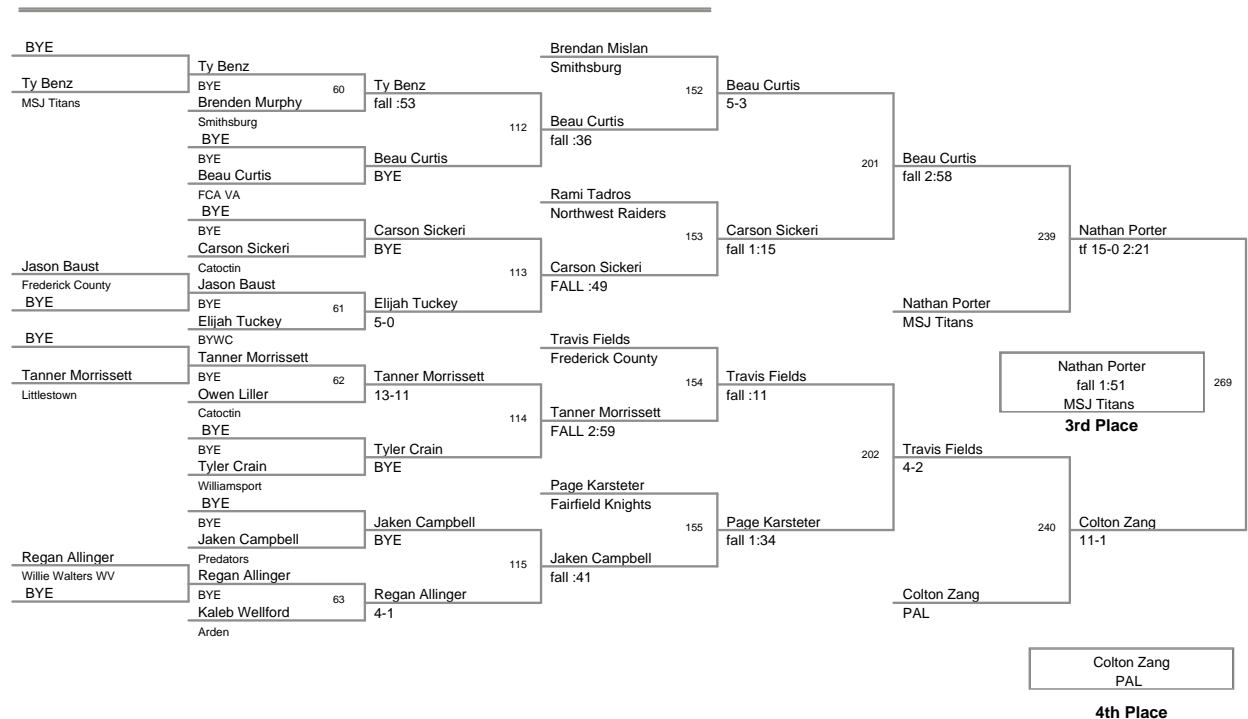 BYE
Ty Benz
MSJ Titans
Jason Baust
Frederick County
BYE
BYE
Tanner Morrissett
Littlestown
Regan Allinger
Willie Walters WV
BYE
Ty Benz
BYE
60
Brenden Murphy
Smithsburg
BYE
BYE
Beau Curtis
FCA VA
BYE
BYE
Carson Sickeri
Catoctin
Jason Baust
BYE
61
Elijah Tuckey
BYWC
Tanner Morrissett
BYE
62
Owen Liller
Catoctin
BYE
BYE
Tyler Crain
Williamsport
BYE
BYE
Jaken Campbell
Predators
Regan Allinger
BYE
63
Kaleb Wellford
Arden
Ty Benz
fall :53
112
Beau Curtis
BYE
Carson Sickeri
BYE
113
Elijah Tuckey
5-0
Tanner Morrissett
13-11
114
Tyler Crain
BYE
Jaken Campbell
BYE
115
Regan Allinger
4-1
Brendan Mislan
Smithsburg
152
Beau Curtis
fall :36
Rami Tadros
Northwest Raiders
153
Carson Sickeri
FALL :49
Travis Fields
Frederick County
154
Tanner Morrissett
FALL 2:59
Page Karsteter
Fairfield Knights
155
Jaken Campbell
fall :41
Beau Curtis
5-3
201
Carson Sickeri
fall 1:15
Travis Fields
fall :11
202
Page Karsteter
fall 1:34
Beau Curtis
fall 2:58
239
Nathan Porter
MSJ Titans
Travis Fields
4-2
240
Colton Zang
PAL
Nathan Porter
tf 15-0 2:21
Nathan Porter
fall 1:51
MSJ Titans
269
3rd Place
Colton Zang
11-1
Colton Zang
PAL
4th Place